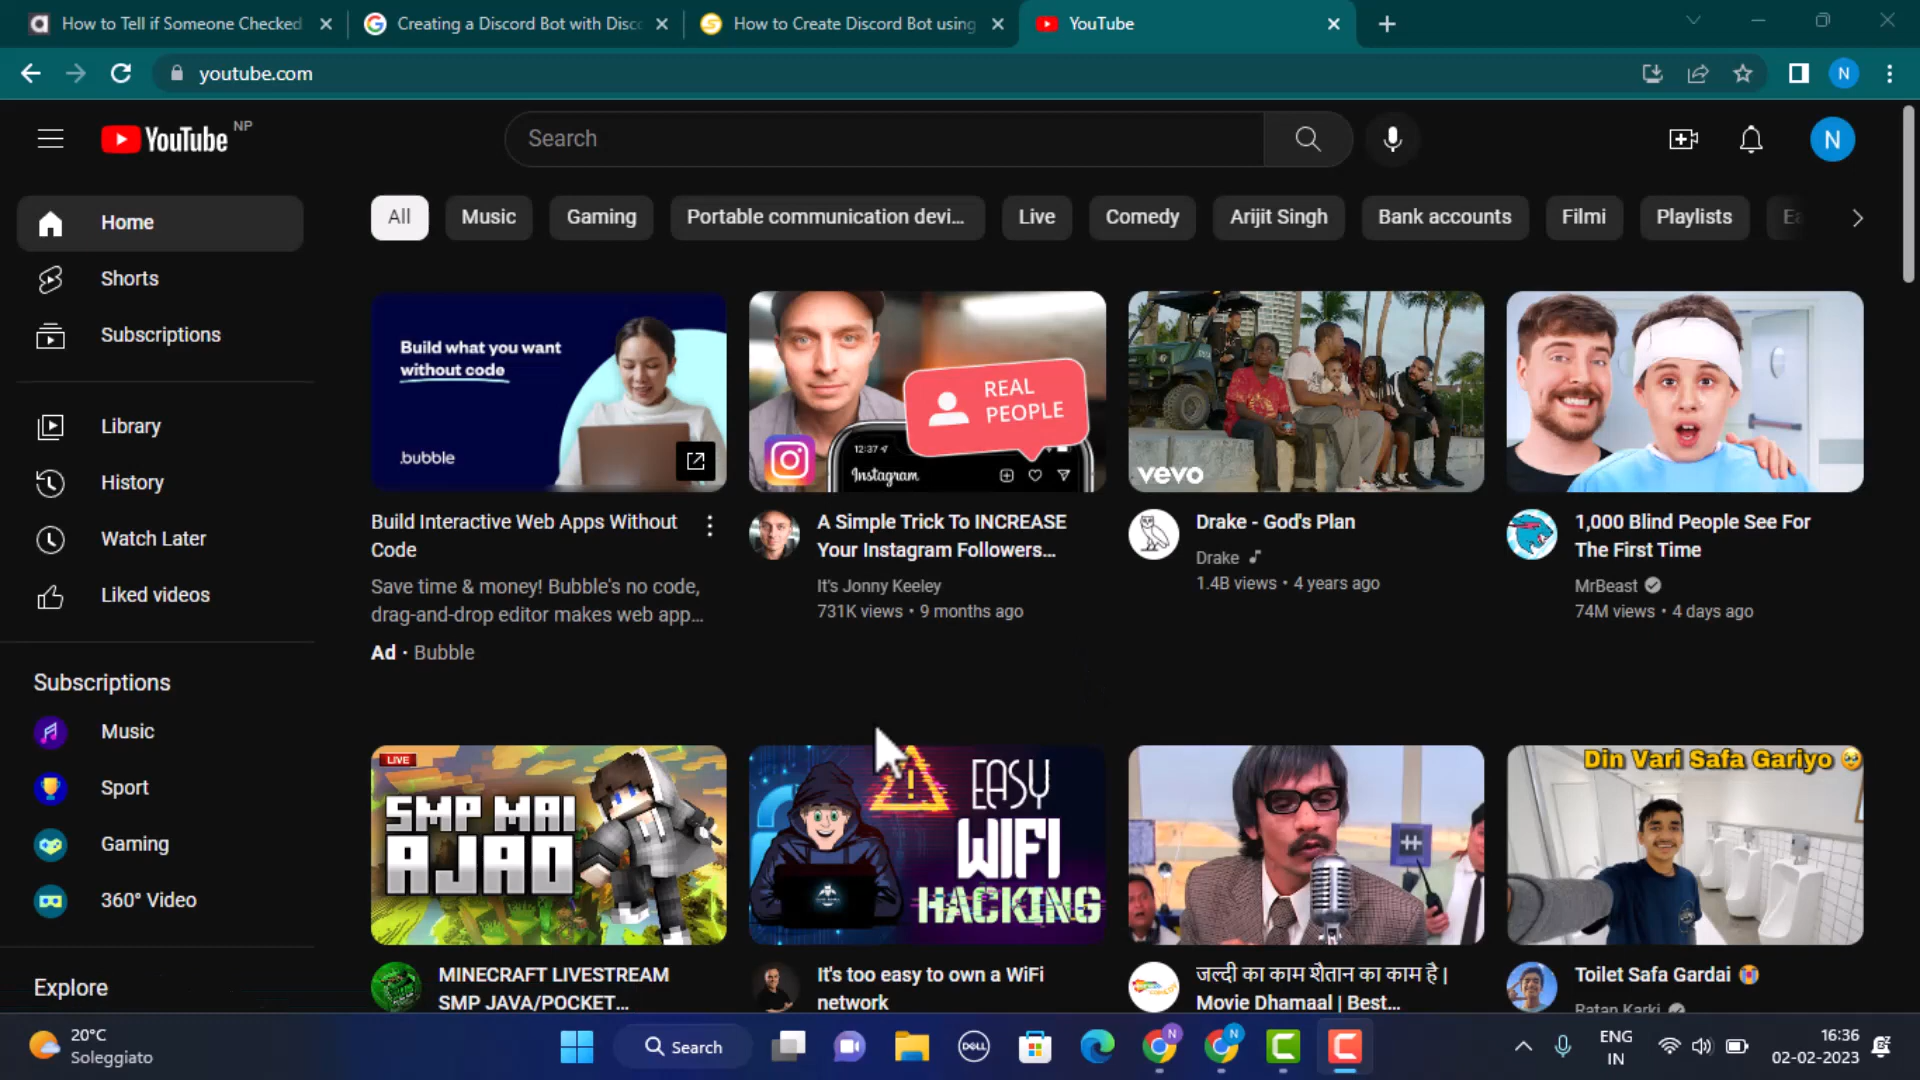 How to Tell if Someone Checked
Creating a Discord Bot with Disc
How to Create Discord Bot using
YouTube
youtube.com
N
YouTube NP
Search
N
Home
Shorts
Subscriptions
Library
History
Watch Later
Liked videos
Subscriptions
Music
Sport
Gaming
360° Video
Explore
All
Music
Gaming
Portable communication devi...
Live
Comedy
Arijit Singh
Bank accounts
Filmi
Playlists
Ea
Build what you want
without code
.bubble
Build Interactive Web Apps Without
Code
Save time & money! Bubble's no code,
drag-and-drop editor makes web app...
Ad • Bubble
REAL
PEOPLE
12:37
Instagram
A Simple Trick To INCREASE
Your Instagram Followers...
It's Jonny Keeley
731K views • 9 months ago
vevo
Drake - God's Plan
Drake
1.4B views • 4 years ago
1,000 Blind People See For
The First Time
MrBeast
74M views • 4 days ago
LIVE
SMP MAI
AJAO
MINECRAFT LIVESTREAM
SMP JAVA/POCKET...
EASY
WIFI
HACKING
It's too easy to own a WiFi
network
जल्दी का काम शैतान का काम है |
Movie Dhamaal | Best...
Din Vari Safa Gariyo
Toilet Safa Gardai
Ratan Karki
20°C
Soleggiato
Search
DELL
N
N
ENG
IN
16:36
02-02-2023